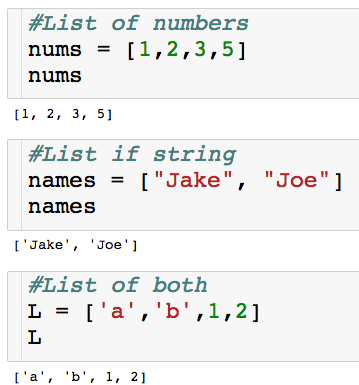 #List of numbers
nums = [1,2,3,5]
nums
[1, 2, 3, 5]
#List if string
names = ["Jake", "Joe"]
names
['Jake', 'Joe']
#List of both
L = ['a','b',1,2]
L
['a', 'b', 1, 2]